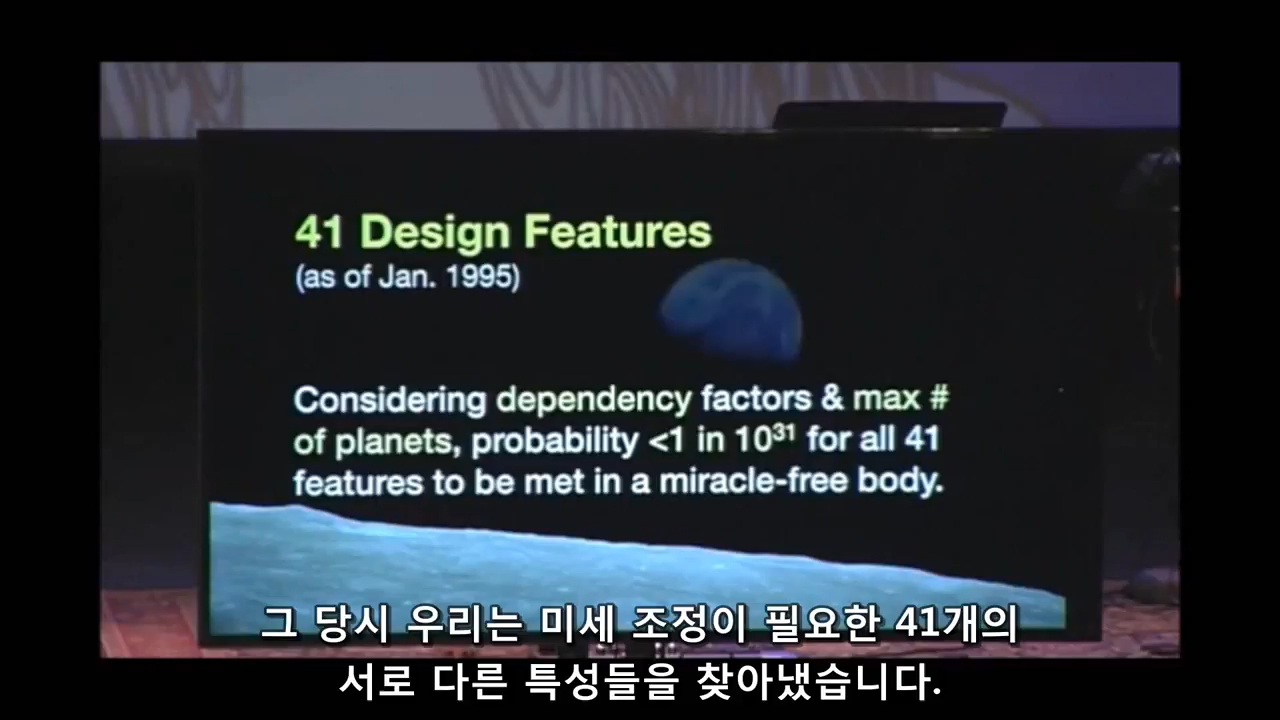 41 Design Features
(as of Jan. 1995)
Considering dependency factors & max #
of planets, probability <1 in 10³¹ for all 41
features to be met in a miracle-free body.
그 당시 우리는 미세 조정이 필요한 41개의
서로 다른 특성들을 찾아냈습니다.